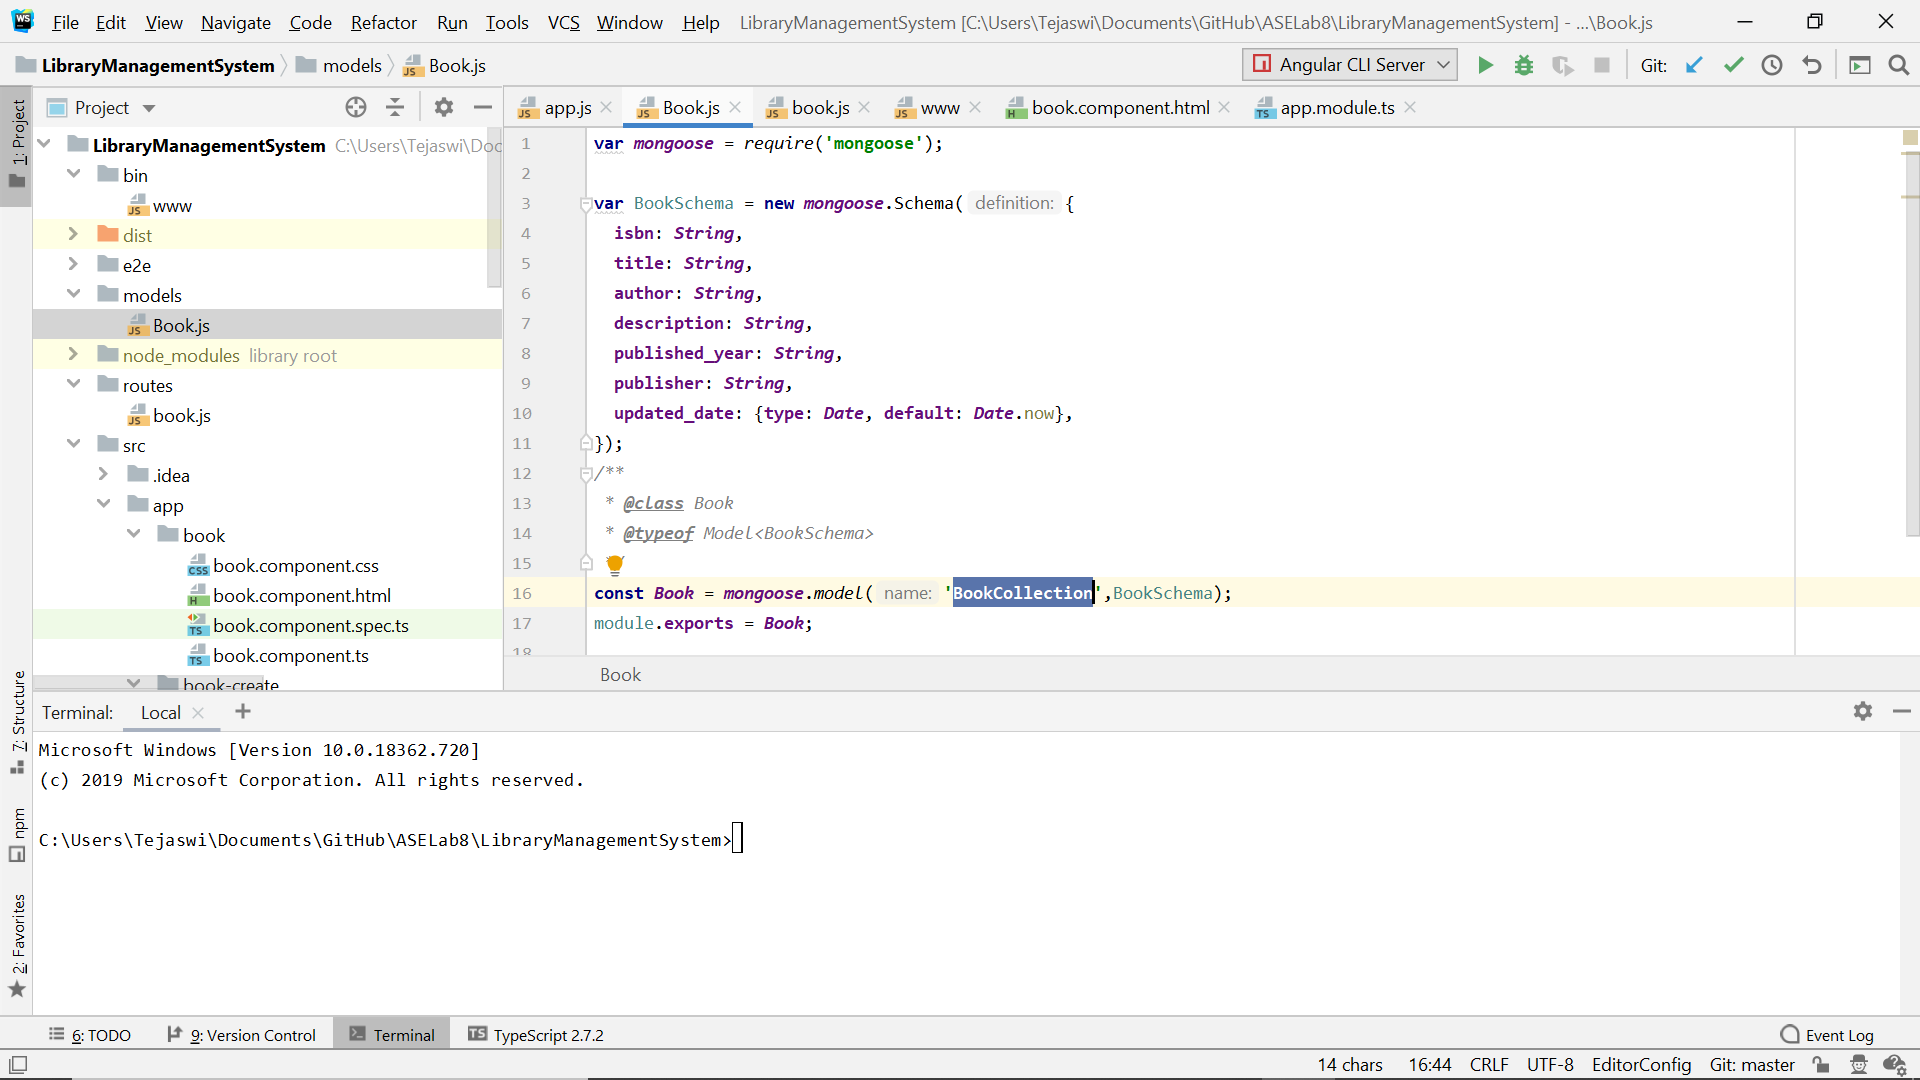 WS File Edit View Navigate Code Refactor Run Tools VCS Window Help LibraryManagementSystem [C:\Users\Tejaswi\Documents\GitHub\ASELab8\LibraryManagementSystem] - ...\Book.js
LibraryManagementSystem models Book.js Angular CLI Server Git:
1: Project
Project
app.js Book.js book.js www book.component.html app.module.ts
LibraryManagementSystem C:\Users\Tejaswi\Doc
bin
www
dist
e2e
models
Book.js
node_modules library root
routes
book.js
src
.idea
app
book
book.component.css
book.component.html
book.component.spec.ts
book.component.ts
book-create
1 var mongoose = require('mongoose');
2
3 var BookSchema = new mongoose.Schema( definition: {
4 isbn: String,
5 title: String,
6 author: String,
7 description: String,
8 published_year: String,
9 publisher: String,
10 updated_date: {type: Date, default: Date.now},
11 });
12 /**
13 * @class Book
14 * @typeof Model<BookSchema>
15
16 const Book = mongoose.model( name: 'BookCollection',BookSchema);
17 module.exports = Book;
18
Book
7: Structure
npm
2: Favorites
Terminal: Local
Microsoft Windows [Version 10.0.18362.720]
(c) 2019 Microsoft Corporation. All rights reserved.
C:\Users\Tejaswi\Documents\GitHub\ASELab8\LibraryManagementSystem>
6: TODO 9: Version Control Terminal TypeScript 2.7.2 Event Log
14 chars 16:44 CRLF UTF-8 EditorConfig Git: master